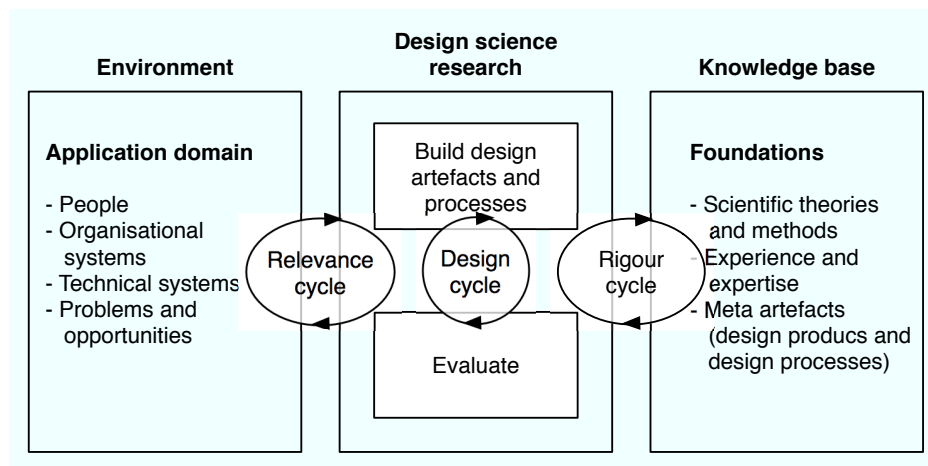 Environment
Design science
research
Knowledge base
Application domain
- People
- Organisational
systems
- Technical systems
- Problems and
opportunities
Relevance
cycle
Build design
artefacts and
processes
Design
cycle
Evaluate
Rigour
cycle
Foundations
- Scientific theories
and methods
- Experience and
expertise
- Meta artefacts
(design producs and
design processes)